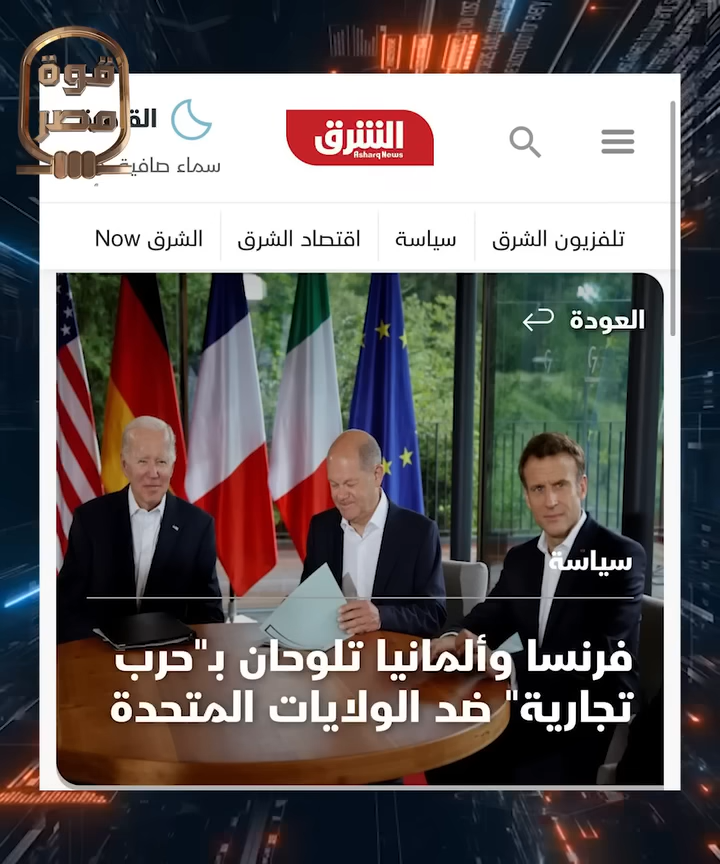 قوة
مصر
سماء صافية
الشرق
Asharq News
تلفزيون الشرق
سياسة
اقتصاد الشرق
الشرق Now
العودة
سياسة
فرنسا وألمانيا تلوحان بـ"حرب
تجارية" ضد الولايات المتحدة